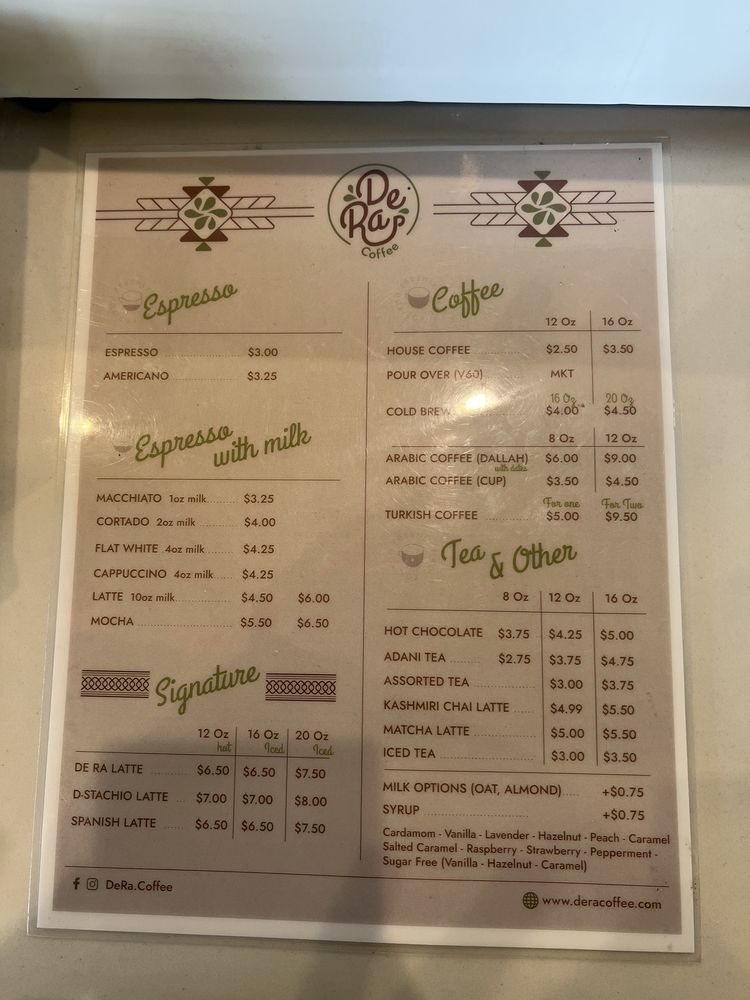 De Ra
Coffee
Espresso
ESPRESSO $3.00
AMERICANO $3.25
Espresso with milk
MACCHIATO 1oz milk $3.25
CORTADO 2oz milk $4.00
FLAT WHITE 4oz milk $4.25
CAPPUCCINO 4oz milk $4.25
LATTE 10oz milk $4.50 $6.00
MOCHA $5.50 $6.50
Signature
12 Oz 16 Oz 20 Oz
hot Iced Iced
DE RA LATTE $6.50 $6.50 $7.50
D-STACHIO LATTE $7.00 $7.00 $8.00
SPANISH LATTE $6.50 $6.50 $7.50
Coffee
12 Oz 16 Oz
HOUSE COFFEE $2.50 $3.50
POUR OVER (V60) MKT
16 Oz 20 Oz
COLD BREW $4.00 $4.50
8 Oz 12 Oz
ARABIC COFFEE (DALLAH) $6.00 $9.00
with dates
ARABIC COFFEE (CUP) $3.50 $4.50
For one For Two
TURKISH COFFEE $5.00 $9.50
Tea & Other
8 Oz 12 Oz 16 Oz
HOT CHOCOLATE $3.75 $4.25 $5.00
ADANI TEA $2.75 $3.75 $4.75
ASSORTED TEA $3.00 $3.75
KASHMIRI CHAI LATTE $4.99 $5.50
MATCHA LATTE $5.00 $5.50
ICED TEA $3.00 $3.50
MILK OPTIONS (OAT, ALMOND) +$0.75
SYRUP +$0.75
Cardamom - Vanilla - Lavender - Hazelnut - Peach - Caramel
Salted Caramel - Raspberry - Strawberry - Pepperment -
Sugar Free (Vanilla - Hazelnut - Caramel)
DeRa.Coffee
www.deracoffee.com